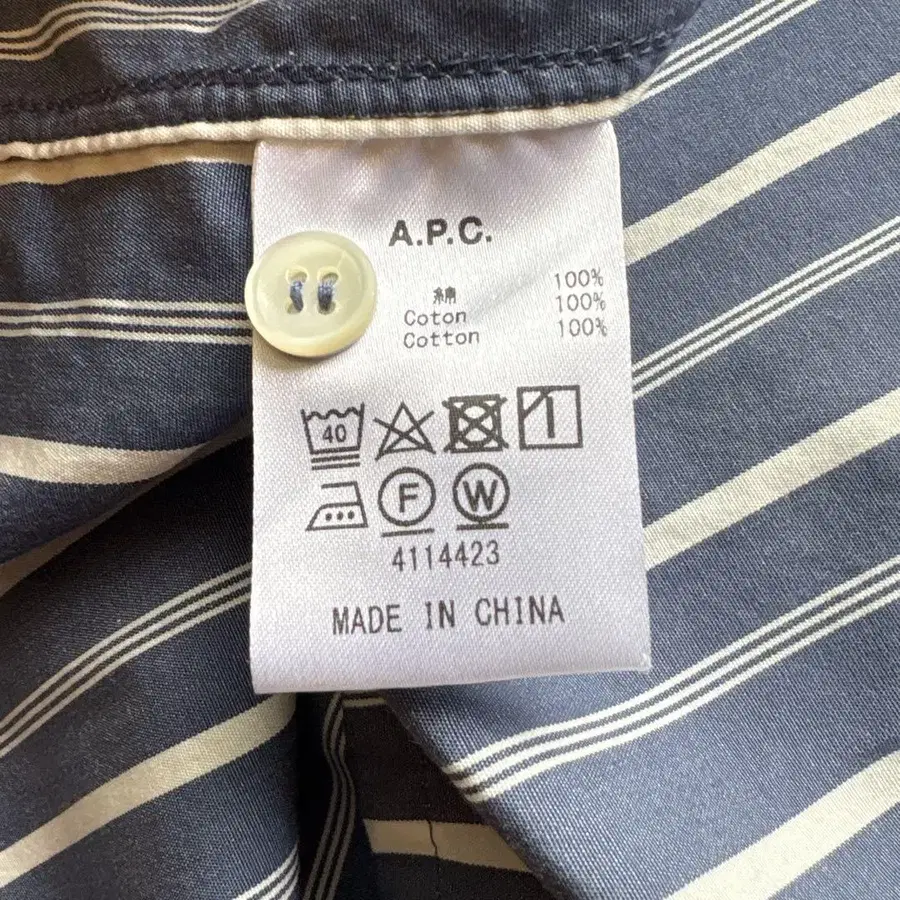 A.P.C.
綿 100%
Coton 100%
Cotton 100%
40
F W
4114423
MADE IN CHINA